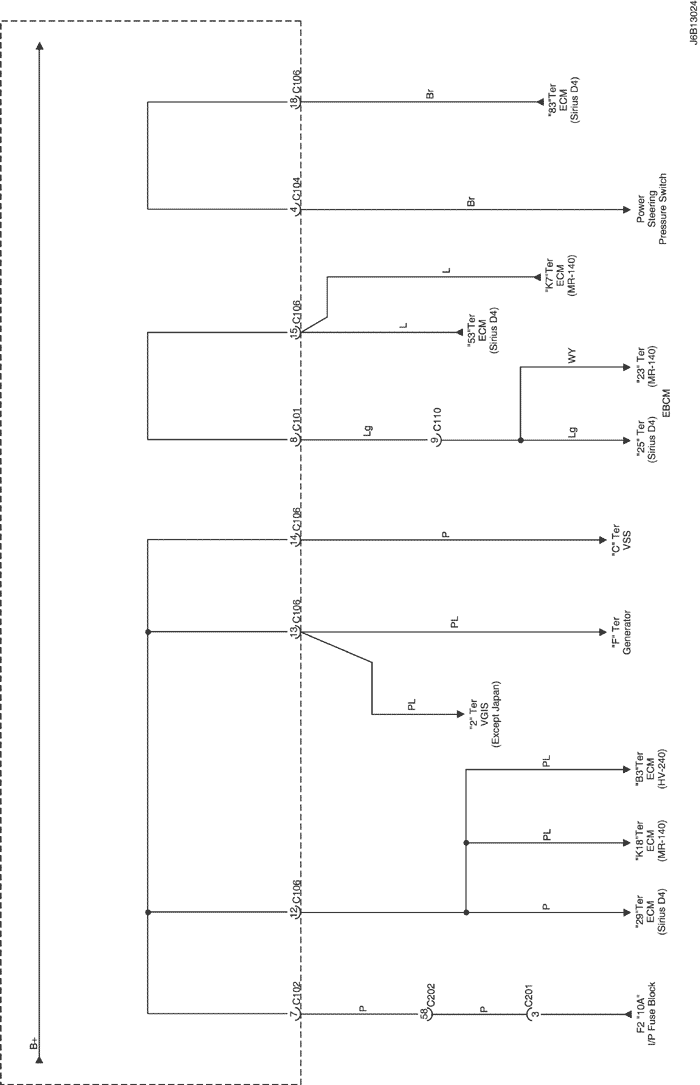 J6B13024
B+
18 C106
Br
"83"Ter
ECM
(Sirius D4)
4 C104
Br
Power
Steering
Pressure Switch
15 C106
L
"K7"Ter
ECM
(MR-140)
L
"53"Ter
ECM
(Sirius D4)
8 C101
Lg
9 C110
WY
"23" Ter
(MR-140)
Lg
"25" Ter
(Sirius D4)
EBCM
14 C106
P
"C" Ter
VSS
13 C106
PL
"F" Ter
Generator
PL
"2" Ter
VGIS
(Except Japan)
12 C106
PL
"B3"Ter
ECM
(HV-240)
PL
"K18"Ter
ECM
(MR-140)
P
"29"Ter
ECM
(Sirius D4)
7 C102
P
58 C202
P
3 C201
F2 "10A"
I/P Fuse Block